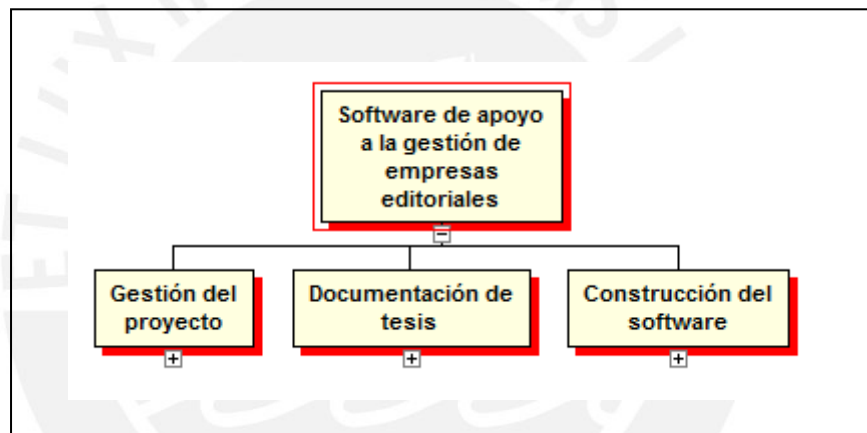 Software de apoyo
a la gestión de
empresas
editoriales
Gestión del
proyecto
Documentación de
tesis
Construcción del
software